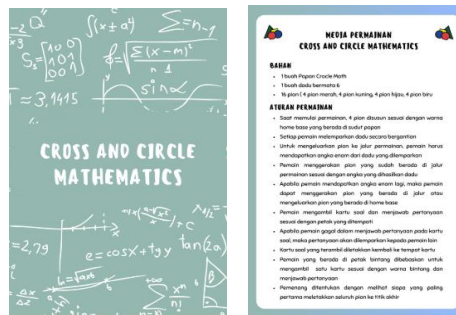 CROSS AND CIRCLE
MATHEMATICS
≈ 3,1415
sin α
= 2,79
e = cosx + tgy
tan(2α)
MEDIA PERMAINAN
CROSS AND CIRCLE MATHEMATICS
BAHAN
1 buah Papan Crocle Math
1 buah dadu bermata 6
16 pion ( 4 pion merah, 4 pion kuning, 4 pion hijau, 4 pion biru
ATURAN PERMAINAN
Saat memulai permainan, 4 pion disusun sesuai dengan warna
home base yang berada di sudut papan
Setiap pemain melemparkan dadu secara bergantian
Untuk mengeluarkan pion ke jalur permainan, pemain harus
mendapatkan angka enam dari dadu yang dilemparkan
Pemain menggerakan pion yang sudah berada di jalur
permainan sesuai dengan angka yang dihasilkan dadu
Apabila pemain mendapatkan angka enam lagi, maka pemain
dapat menggerakan pion yang berada di jalur atau
mengeluarkan pion yang berada di home base
Pemain mengambil kartu soal dan menjawab pertanyaan
sesuai dengan petak yang ditempati
Apabila pemain gagal dalam menjawab pertanyaan pada kartu
soal, maka pertanyaan akan dilemparkan kepada pemain lain
Kartu soal yang terambil diletakkan kembali ke tempat kartu
Pemain yang berada di petak bintang dibebaskan untuk
mengambil satu kartu sesuai dengan warna bintang dan
menjawab pertanyaan
Pemenang ditentukan dengan melihat siapa yang paling
pertama meletakkan seluruh pion ke titik akhir